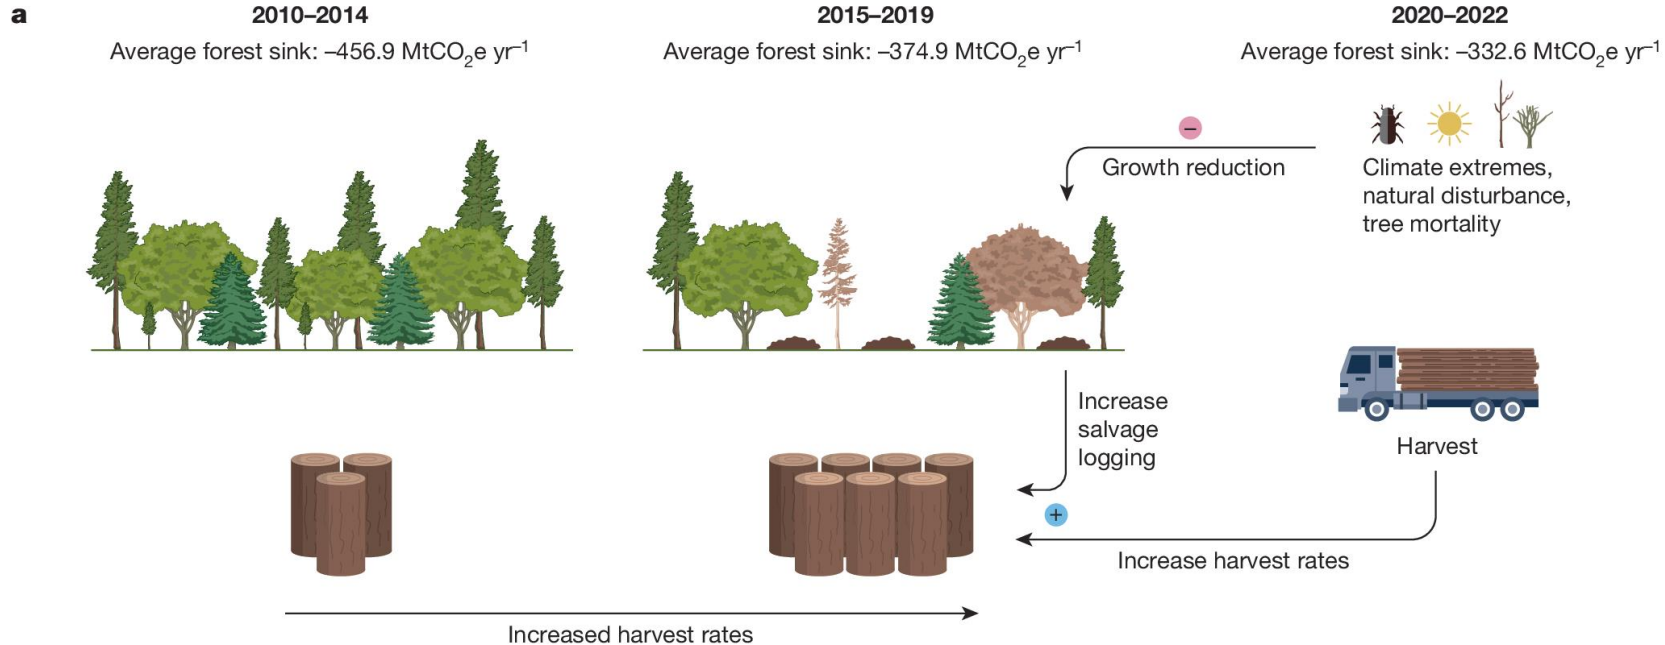 a
2010–2014
Average forest sink: –456.9 MtCO₂e yr⁻¹
2015–2019
Average forest sink: –374.9 MtCO₂e yr⁻¹
2020–2022
Average forest sink: –332.6 MtCO₂e yr⁻¹
–
Growth reduction
Climate extremes,
natural disturbance,
tree mortality
Increase
salvage
logging
Harvest
+
Increase harvest rates
Increased harvest rates